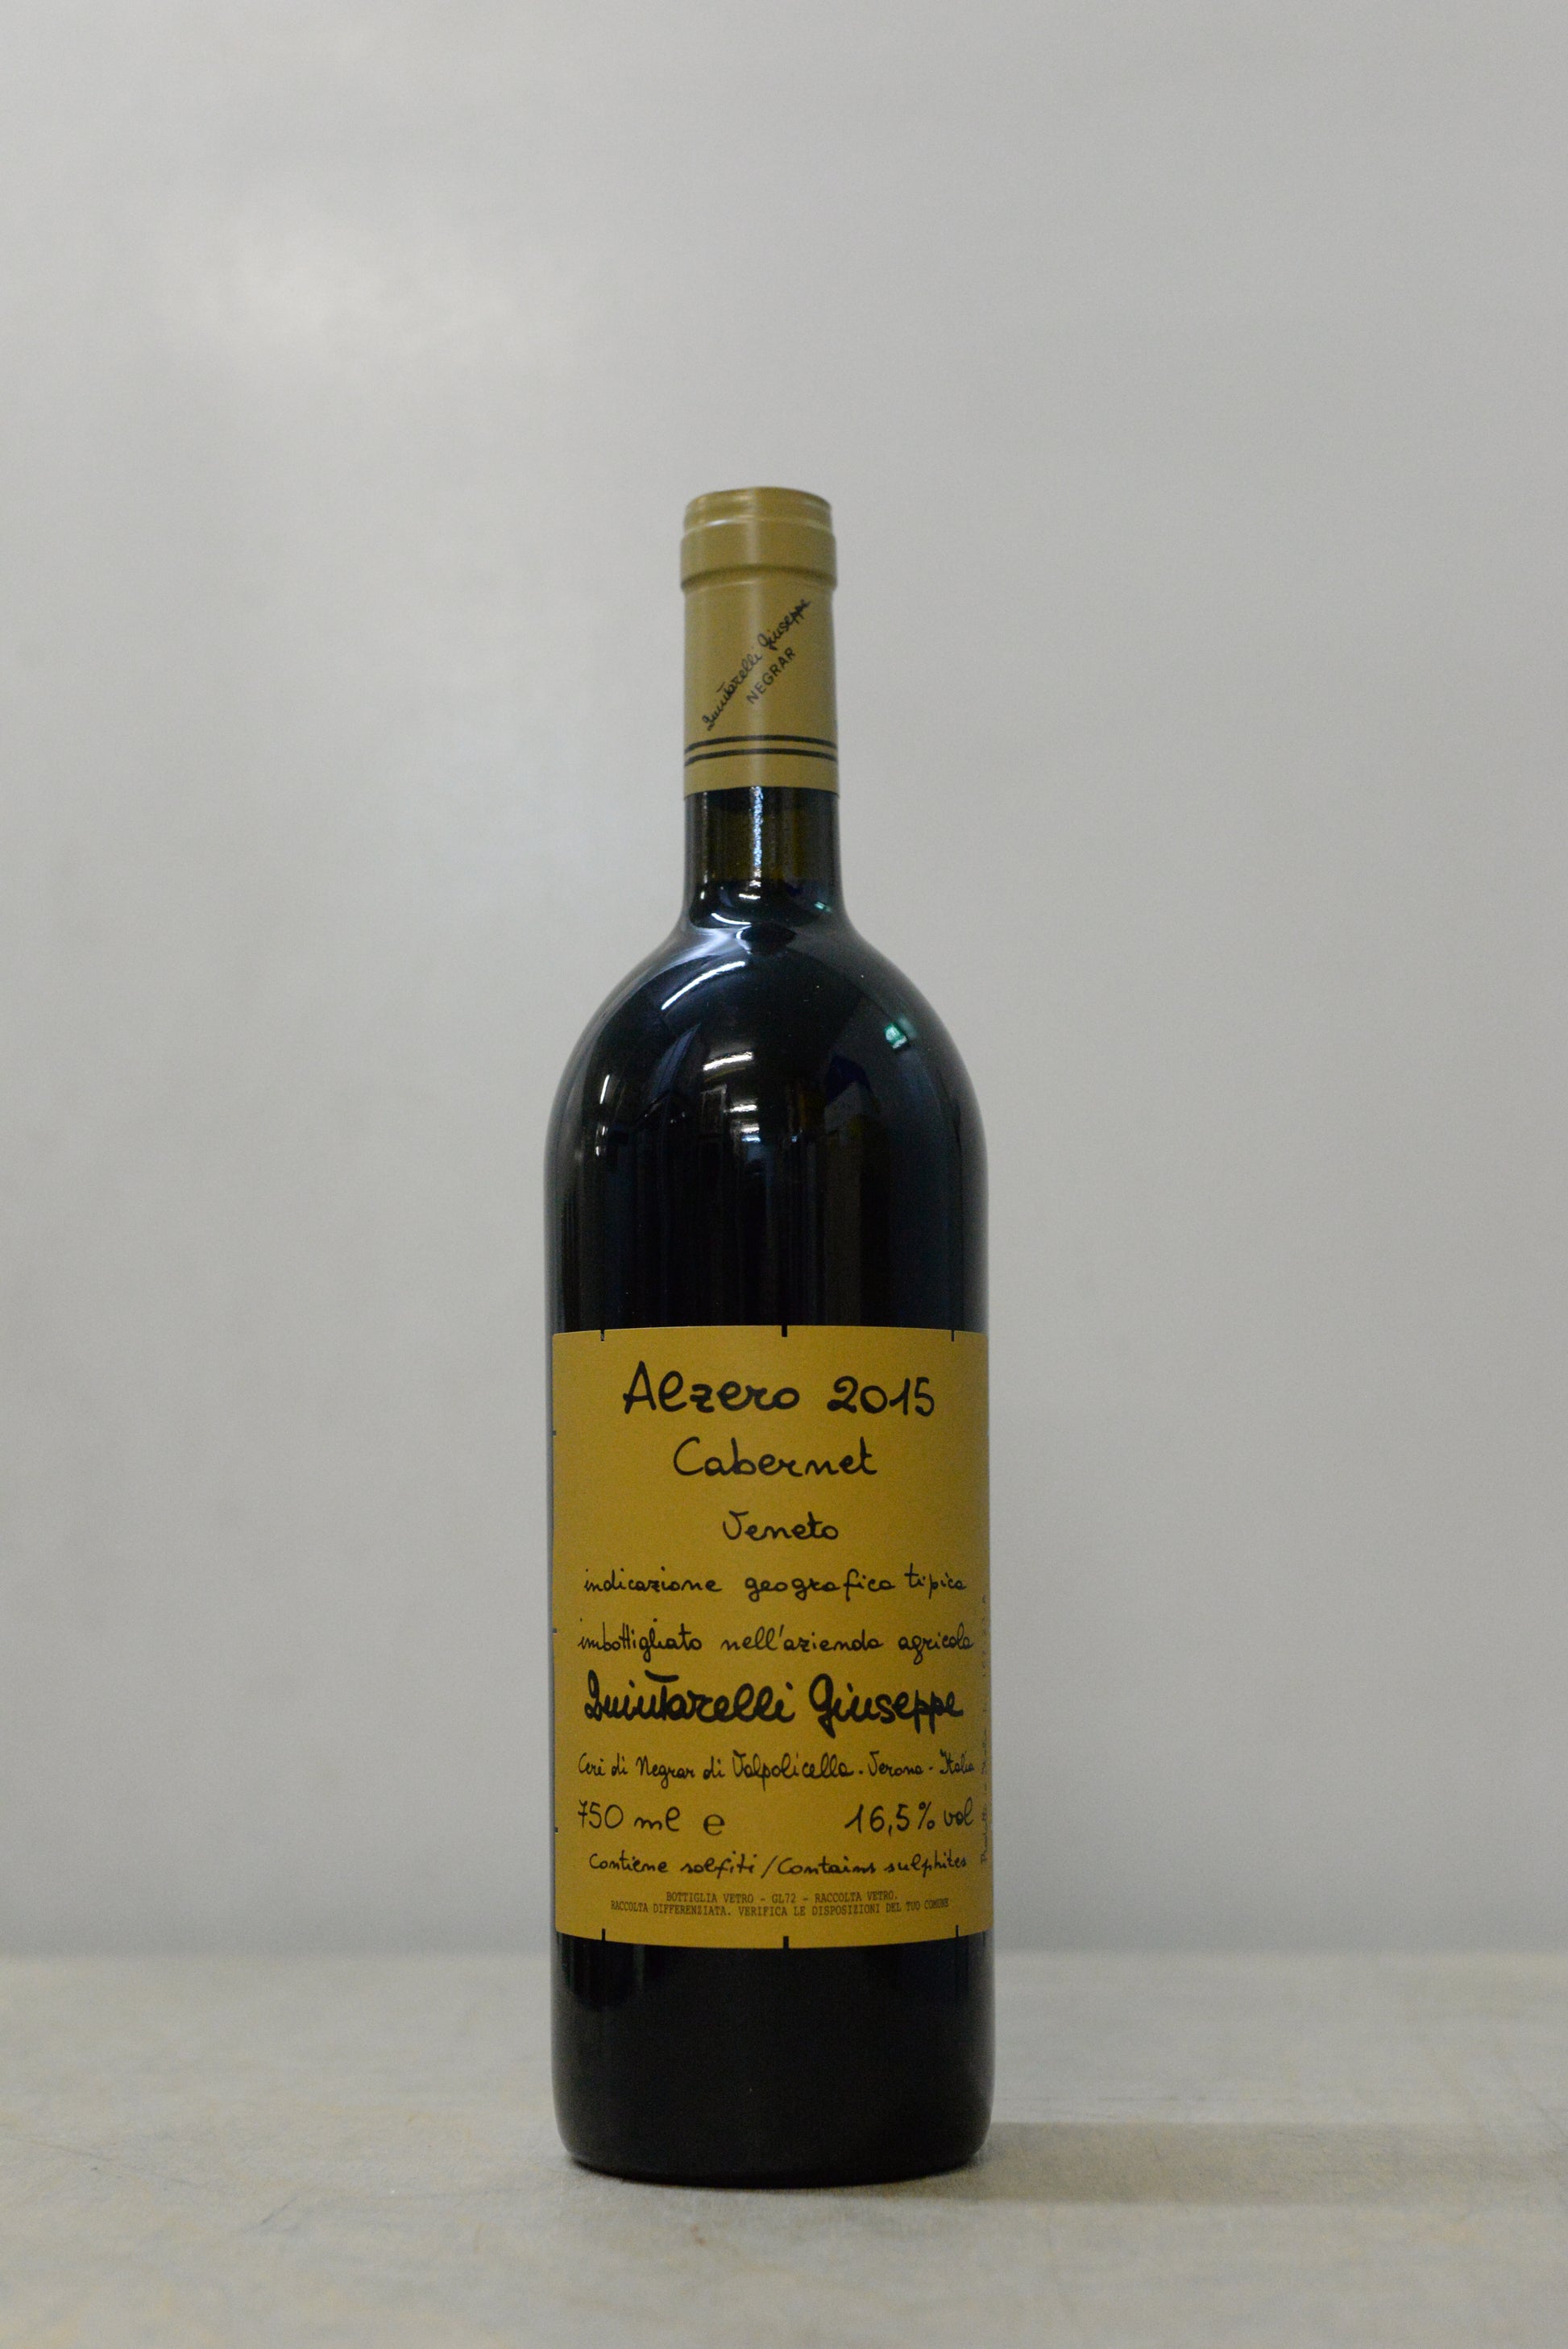 Quintarelli Giuseppe
NEGRAR
Alzero 2015
Cabernet
Veneto
indicazione geografica tipica
imbottigliato nell'azienda agricola
Quintarelli Giuseppe
Cerè di Negrar di Valpolicella - Verona - Italia
750 ml e 16,5% vol
Contiene solfiti / Contains sulphites
BOTTIGLIA VETRO - GL72 - RACCOLTA VETRO.
RACCOLTA DIFFERENZIATA. VERIFICA LE DISPOSIZIONI DEL TUO COMUNE